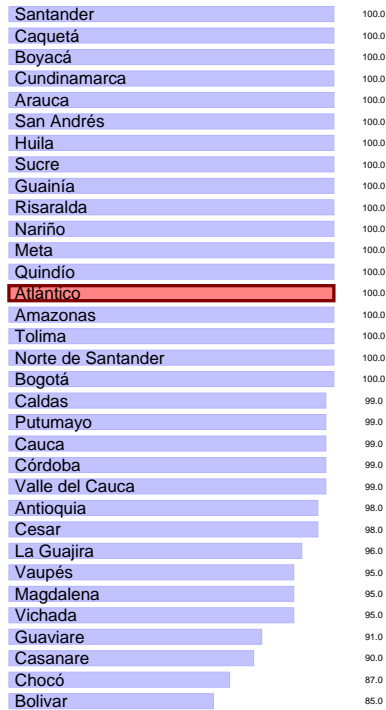 Santander 100.0
Caquetá 100.0
Boyacá 100.0
Cundinamarca 100.0
Arauca 100.0
San Andrés 100.0
Huila 100.0
Sucre 100.0
Guainía 100.0
Risaralda 100.0
Nariño 100.0
Meta 100.0
Quindío 100.0
Atlántico 100.0
Amazonas 100.0
Tolima 100.0
Norte de Santander 100.0
Bogotá 100.0
Caldas 99.0
Putumayo 99.0
Cauca 99.0
Córdoba 99.0
Valle del Cauca 99.0
Antioquia 98.0
Cesar 98.0
La Guajira 96.0
Vaupés 95.0
Magdalena 95.0
Vichada 95.0
Guaviare 91.0
Casanare 90.0
Chocó 87.0
Bolivar 85.0